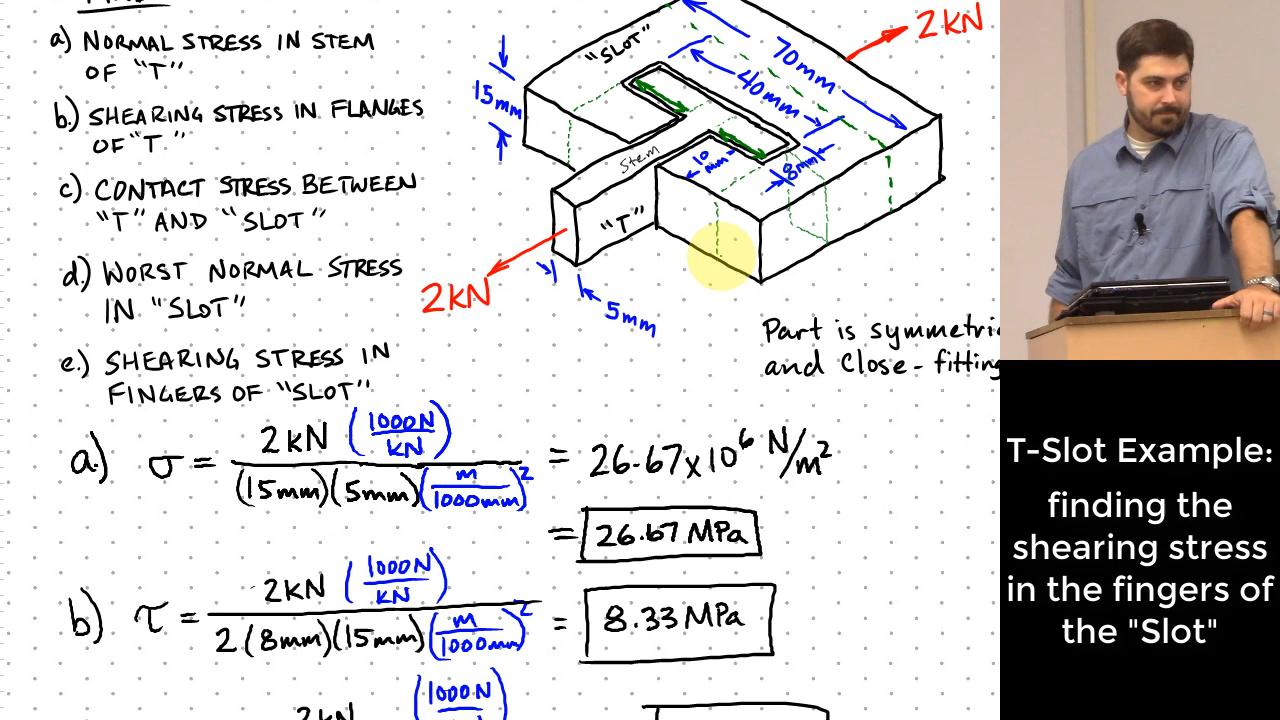 a) NORMAL STRESS IN STEM
OF "T"
b.) SHEARING STRESS IN FLANGES
OF "T"
c.) CONTACT STRESS BETWEEN
"T" AND "SLOT"
d.) WORST NORMAL STRESS
IN "SLOT"
e.) SHEARING STRESS IN
FINGERS OF "SLOT"
2kN
"SLOT"
70mm
40mm
15mm
Stem
10 mm
8mm
"T"
2kN
5mm
Part is symmetric
and Close-fitting
a.) σ = 2kN (1000N/kN) / (15mm)(5mm)(m/1000mm)² = 26.67x10⁶ N/m²
= 26.67 MPa
b) τ = 2kN (1000N/kN) / 2(8mm)(15mm)(m/1000mm)² = 8.33 MPa
2kN (1000N
T-Slot Example:
finding the
shearing stress
in the fingers of
the "Slot"